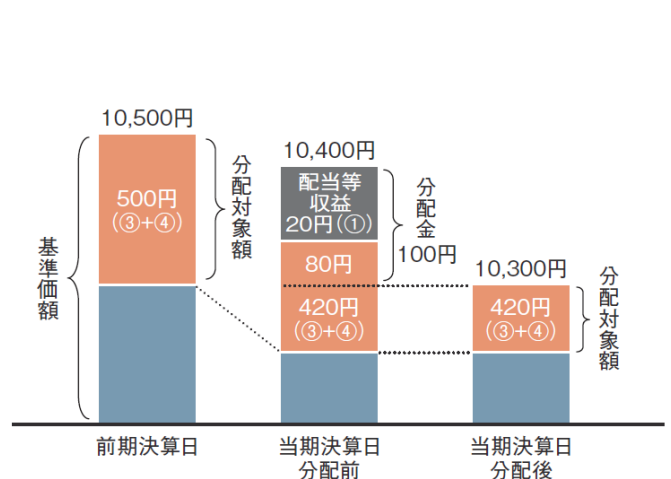 10,500円
500円
(③+④)
分配対象額
基準価額
前期決算日
10,400円
配当等
収益
20円(①)
80円
420円
(③+④)
分配金
100円
当期決算日
分配前
10,300円
420円
(③+④)
分配対象額
当期決算日
分配後